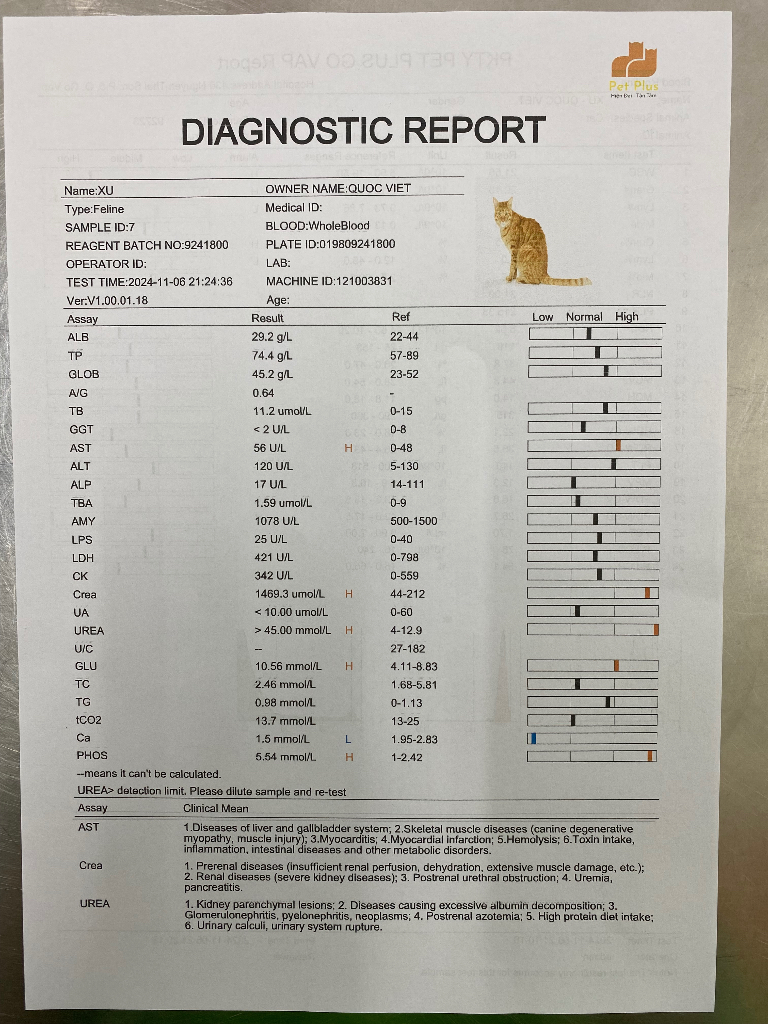 Pet Plus
Hiện Đại - Tận Tâm
DIAGNOSTIC REPORT
Name:XU OWNER NAME:QUOC VIET
Type:Feline Medical ID:
SAMPLE ID:7 BLOOD:WholeBlood
REAGENT BATCH NO:9241800 PLATE ID:019809241800
OPERATOR ID: LAB:
TEST TIME:2024-11-06 21:24:36 MACHINE ID:121003831
Ver:V1.00.01.18 Age:
Assay Result Ref Low Normal High
ALB 29.2 g/L 22-44
TP 74.4 g/L 57-89
GLOB 45.2 g/L 23-52
A/G 0.64 -
TB 11.2 umol/L 0-15
GGT < 2 U/L 0-8
AST 56 U/L H 0-48
ALT 120 U/L 5-130
ALP 17 U/L 14-111
TBA 1.59 umol/L 0-9
AMY 1078 U/L 500-1500
LPS 25 U/L 0-40
LDH 421 U/L 0-798
CK 342 U/L 0-559
Crea 1469.3 umol/L H 44-212
UA < 10.00 umol/L 0-60
UREA > 45.00 mmol/L H 4-12.9
U/C -- 27-182
GLU 10.56 mmol/L H 4.11-8.83
TC 2.46 mmol/L 1.68-5.81
TG 0.98 mmol/L 0-1.13
tCO2 13.7 mmol/L 13-25
Ca 1.5 mmol/L L 1.95-2.83
PHOS 5.54 mmol/L H 1-2.42
--means it can't be calculated.
UREA> detection limit. Please dilute sample and re-test
Assay Clinical Mean
AST 1.Diseases of liver and gallbladder system; 2.Skeletal muscle diseases (canine degenerative
myopathy, muscle injury); 3.Myocarditis; 4.Myocardial infarction; 5.Hemolysis; 6.Toxin intake,
inflammation, intestinal diseases and other metabolic disorders.
Crea 1. Prerenal diseases (insufficient renal perfusion, dehydration, extensive muscle damage, etc.);
2. Renal diseases (severe kidney diseases); 3. Postrenal urethral obstruction; 4. Uremia,
pancreatitis.
UREA 1. Kidney parenchymal lesions; 2. Diseases causing excessive albumin decomposition; 3.
Glomerulonephritis, pyelonephritis, neoplasms; 4. Postrenal azotemia; 5. High protein diet intake;
6. Urinary calculi, urinary system rupture.